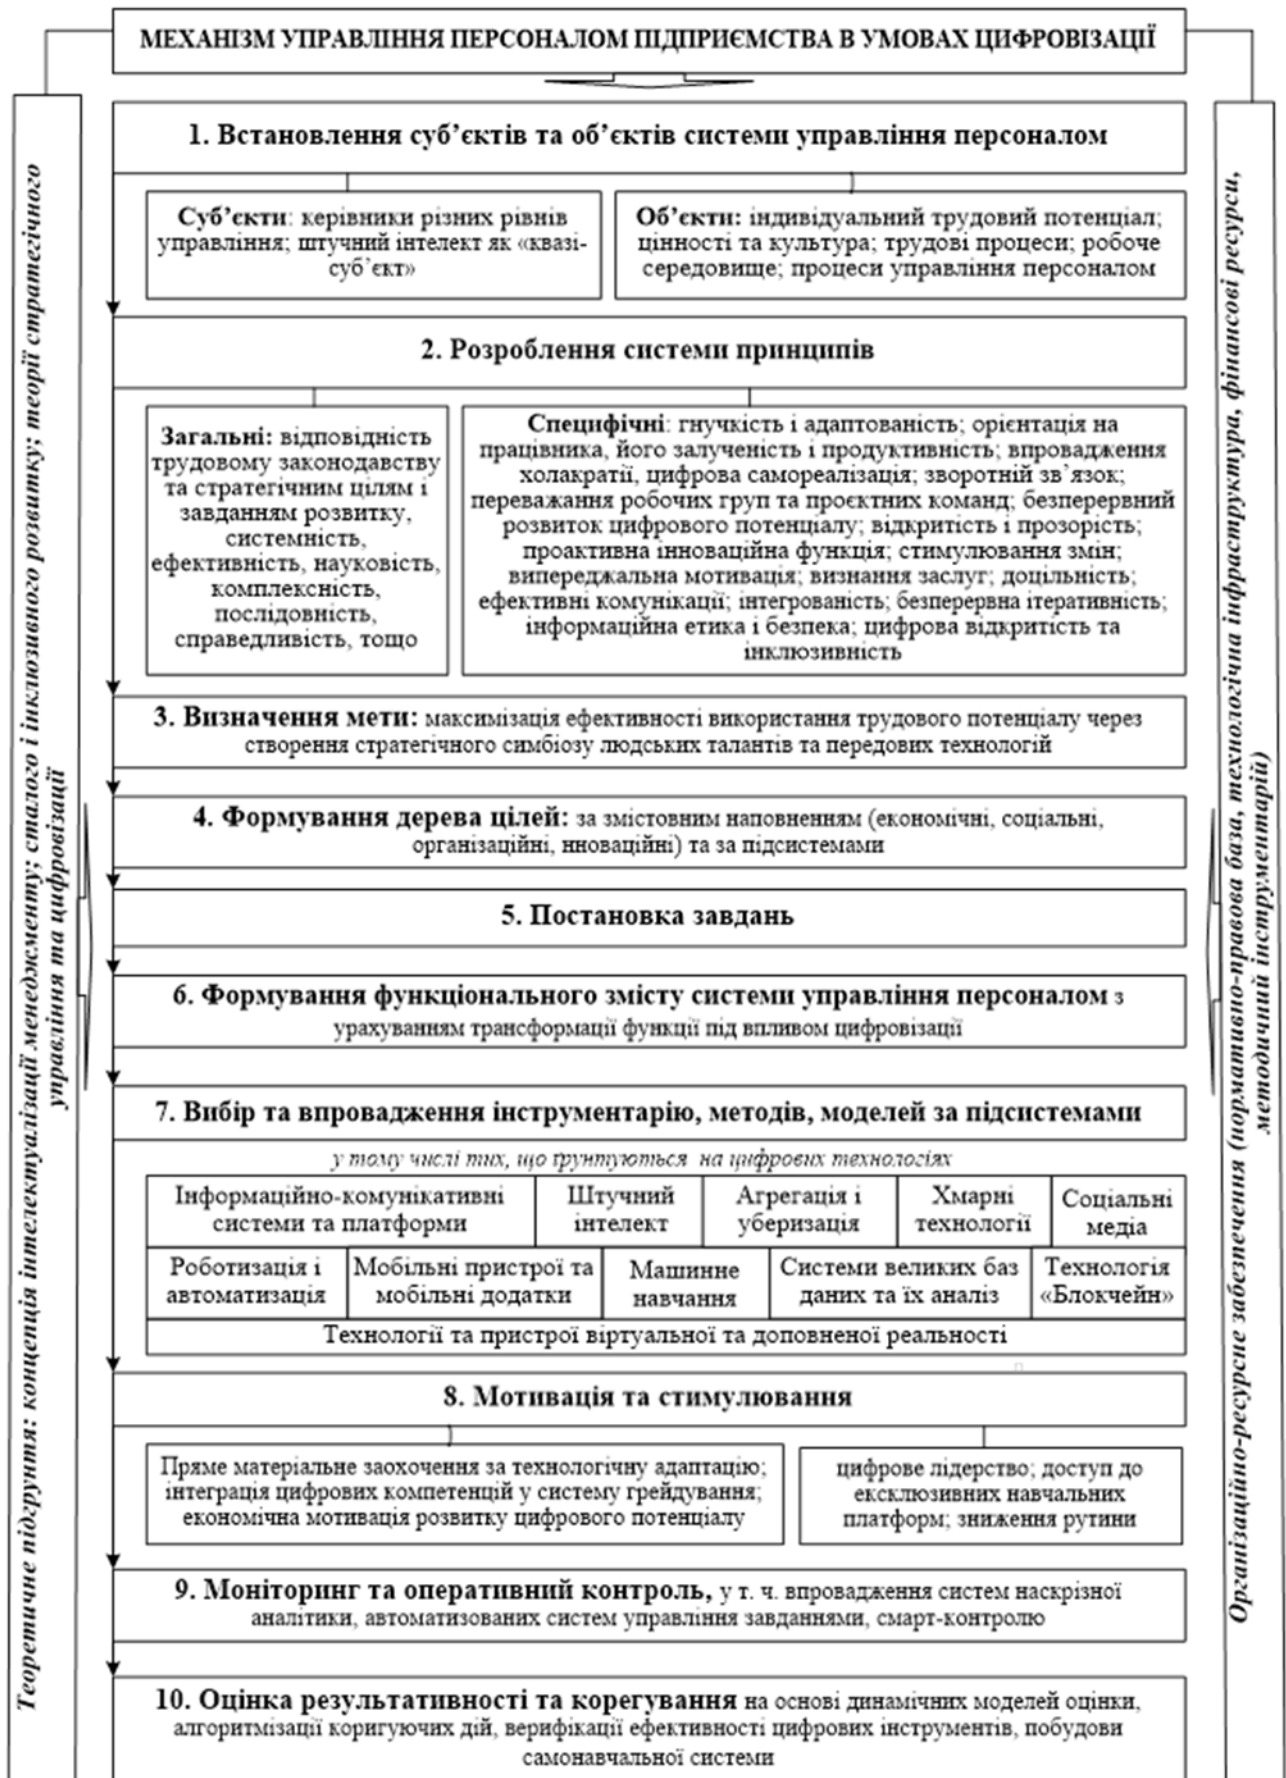 МЕХАНІЗМ УПРАВЛІННЯ ПЕРСОНАЛОМ ПІДПРИЄМСТВА В УМОВАХ ЦИФРОВІЗАЦІЇ
Теоретичне підґрунтя: концепція інтелектуалізації менеджменту; сталого і інклюзивного розвитку; теорії стратегічного
управління та цифровізації
1. Встановлення суб’єктів та об’єктів системи управління персоналом
Суб’єкти: керівники різних рівнів
управління; штучний інтелект як «квазі-
суб’єкт»
Об’єкти: індивідуальний трудовий потенціал;
цінності та культура; трудові процеси; робоче
середовище; процеси управління персоналом
2. Розроблення системи принципів
Загальні: відповідність
трудовому законодавству
та стратегічним цілям і
завданням розвитку,
системність,
ефективність, науковість,
комплексність,
послідовність,
справедливість, тощо
Специфічні: гнучкість і адаптованість; орієнтація на
працівника, його залученість і продуктивність; впровадження
холакратії, цифрова самореалізація; зворотній зв’язок;
переважання робочих груп та проєктних команд; безперервний
розвиток цифрового потенціалу; відкритість і прозорість;
проактивна інноваційна функція; стимулювання змін;
випереджальна мотивація; визнання заслуг; доцільність;
ефективні комунікації; інтегрованість; безперервна ітеративність;
інформаційна етика і безпека; цифрова відкритість та
інклюзивність
3. Визначення мети: максимізація ефективності використання трудового потенціалу через
створення стратегічного симбіозу людських талантів та передових технологій
4. Формування дерева цілей: за змістовним наповненням (економічні, соціальні,
організаційні, нноваційні) та за підсистемами
5. Постановка завдань
6. Формування функціонального змісту системи управління персоналом з
урахуванням трансформації функції під впливом цифровізації
7. Вибір та впровадження інструментарію, методів, моделей за підсистемами
у тому числі тих, що ґрунтуються на цифрових технологіях
Інформаційно-комунікативні
системи та платформи
Штучний
інтелект
Агрегація і
уберизація
Хмарні
технології
Соціальні
медіа
Роботизація і
автоматизація
Мобільні пристрої та
мобільні додатки
Машинне
навчання
Системи великих баз
даних та їх аналіз
Технологія
«Блокчейн»
Технології та пристрої віртуальної та доповненої реальності
8. Мотивація та стимулювання
Пряме матеріальне заохочення за технологічну адаптацію;
інтеграція цифрових компетенцій у систему грейдування;
економічна мотивація розвитку цифрового потенціалу
цифрове лідерство; доступ до
ексклюзивних навчальних
платформ; зниження рутини
9. Моніторинг та оперативний контроль, у т. ч. впровадження систем наскрізної
аналітики, автоматизованих систем управління завданнями, смарт-контролю
10. Оцінка результативності та корегування на основі динамічних моделей оцінки,
алгоритмізації коригуючих дій, верифікації ефективності цифрових інструментів, побудови
самонавчальної системи
Організаційно-ресурсне забезпечення (нормативно-правова база, технологічна інфраструктура, фінансові ресурси,
методичний інструментарій)